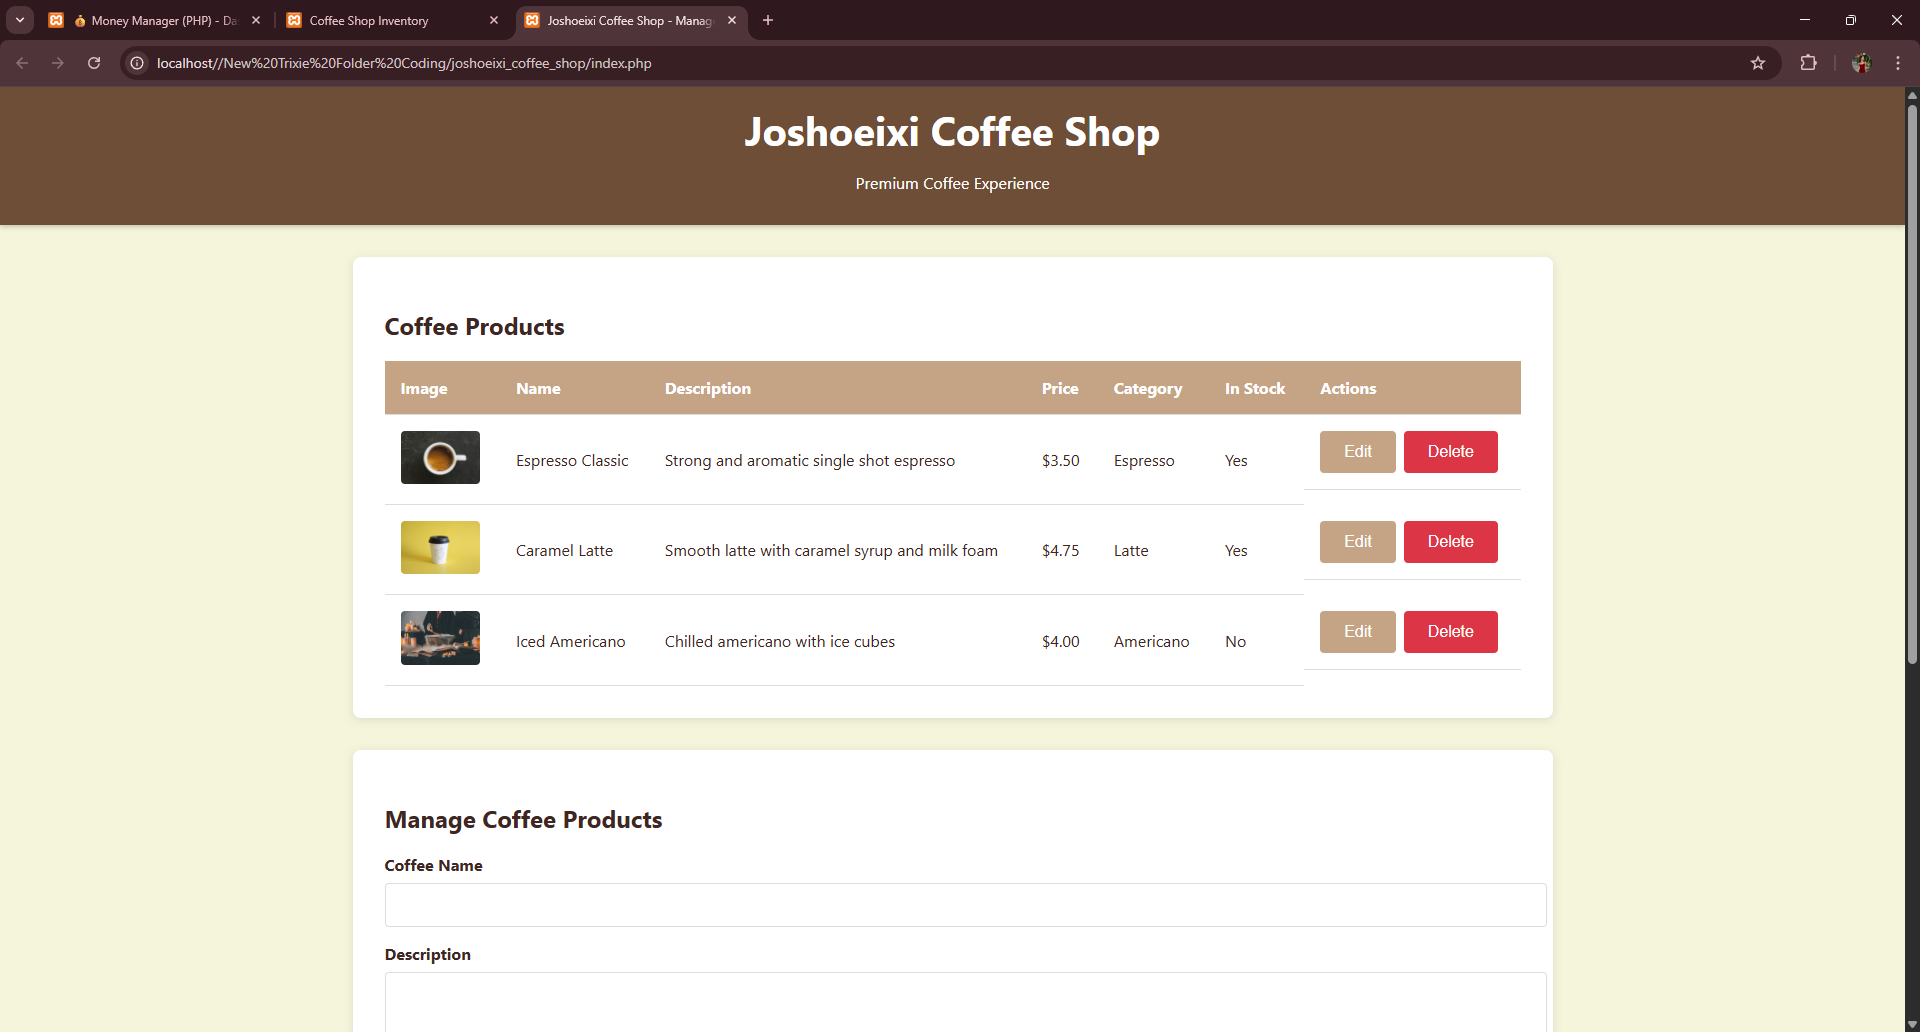 💰 Money Manager (PHP) - Da
Coffee Shop Inventory
Joshoeixi Coffee Shop - Manag
localhost//New%20Trixie%20Folder%20Coding/joshoeixi_coffee_shop/index.php
Joshoeixi Coffee Shop
Premium Coffee Experience
Coffee Products
Image Name Description Price Category In Stock Actions
Espresso Classic Strong and aromatic single shot espresso $3.50 Espresso Yes Edit Delete
Caramel Latte Smooth latte with caramel syrup and milk foam $4.75 Latte Yes Edit Delete
Iced Americano Chilled americano with ice cubes $4.00 Americano No Edit Delete
Manage Coffee Products
Coffee Name
Description